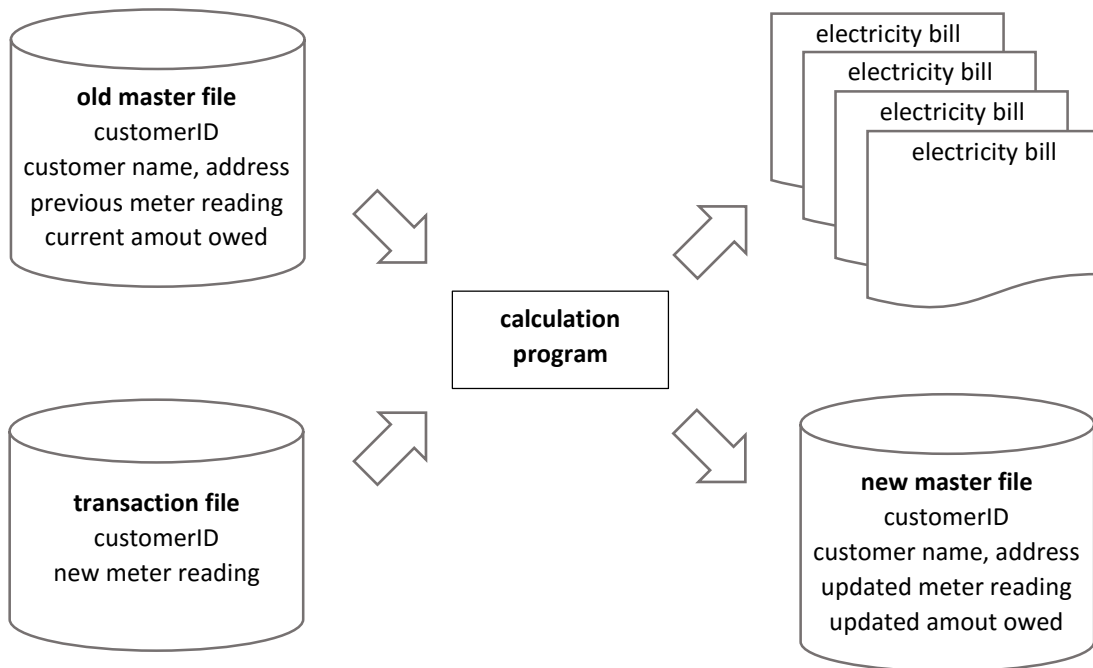 old master file
customerID
customer name, address
previous meter reading
current amout owed
transaction file
customerID
new meter reading
calculation
program
electricity bill
electricity bill
electricity bill
electricity bill
new master file
customerID
customer name, address
updated meter reading
updated amout owed